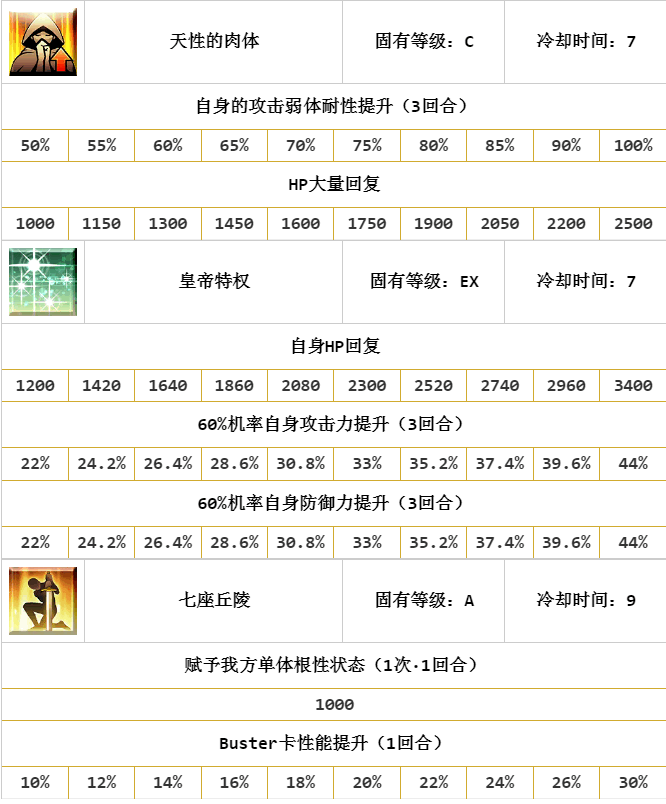 天性的肉体 固有等级: C 冷却时间: 7
自身的攻击弱体耐性提升（3回合）
50% 55% 60% 65% 70% 75% 80% 85% 90% 100%
HP大量回复
1000 1150 1300 1450 1600 1750 1900 2050 2200 2500
皇帝特权 固有等级: EX 冷却时间: 7
自身HP回复
1200 1420 1640 1860 2080 2300 2520 2740 2960 3400
60%机率自身攻击力提升（3回合）
22% 24.2% 26.4% 28.6% 30.8% 33% 35.2% 37.4% 39.6% 44%
60%机率自身防御力提升（3回合）
22% 24.2% 26.4% 28.6% 30.8% 33% 35.2% 37.4% 39.6% 44%
七座丘陵 固有等级: A 冷却时间: 9
赋予我方单体根性状态（1次·1回合）
1000
Buster卡性能提升（1回合）
10% 12% 14% 16% 18% 20% 22% 24% 26% 30%